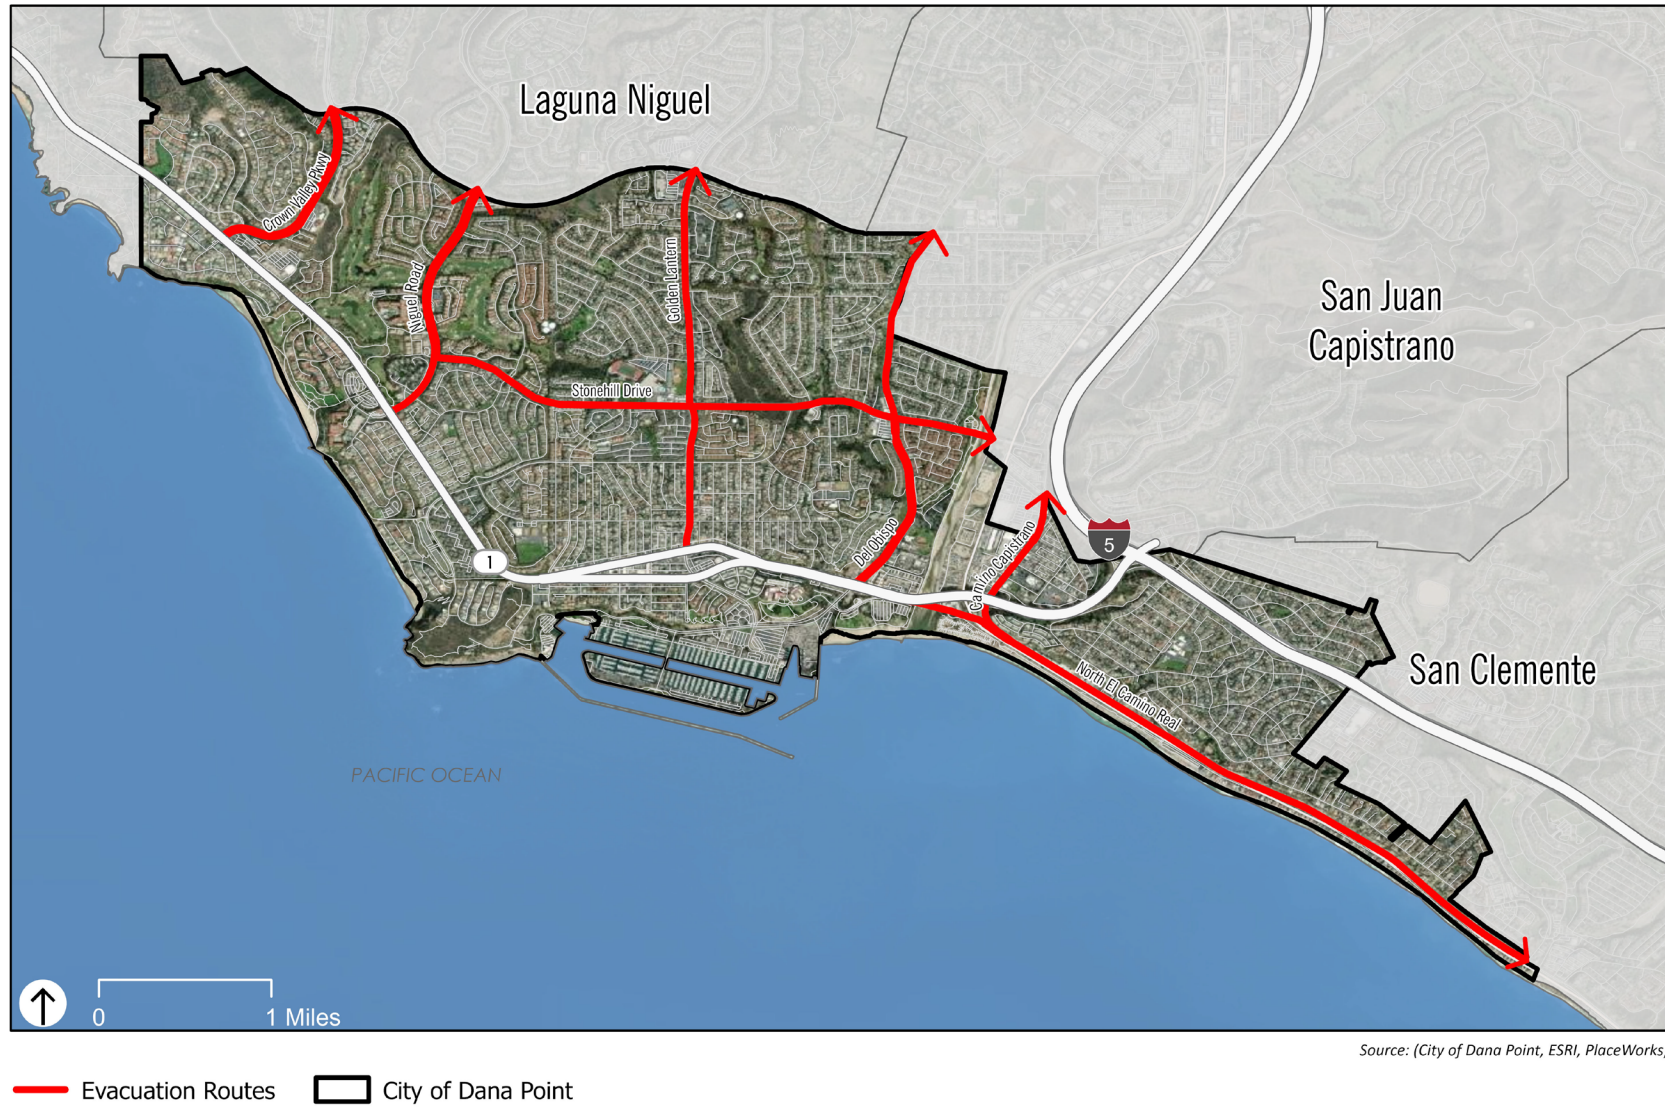 Laguna Niguel
Crown Valley Pkwy
Niguel Road
Golden Lantern
San Juan
Capistrano
Stonehill Drive
Del Obispo
Camino Capistrano
5
1
San Clemente
North El Camino Real
PACIFIC OCEAN
0 1 Miles
Source: (City of Dana Point, ESRI, PlaceWorks,
Evacuation Routes City of Dana Point